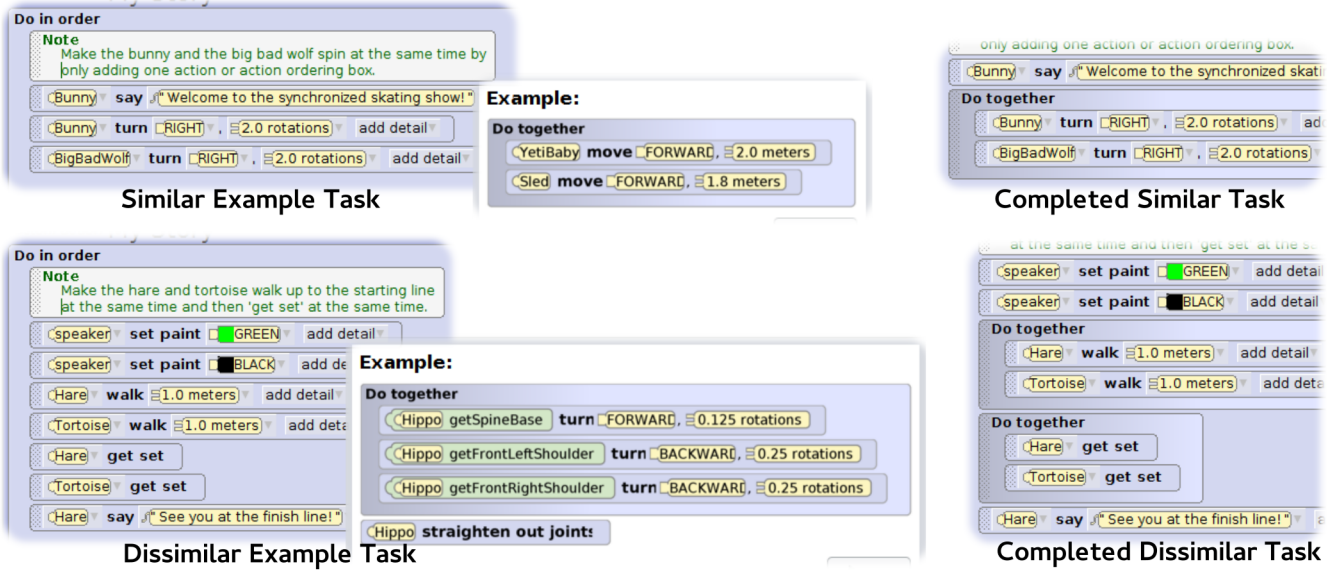 Do in order
Note
Make the bunny and the big bad wolf spin at the same time by
only adding one action or action ordering box.
Bunny say " Welcome to the synchronized skating show! "
Bunny turn RIGHT , 2.0 rotations add detail
BigBadWolf turn RIGHT , 2.0 rotations add detail
Similar Example Task
Example:
Do together
YetiBaby move FORWARD, 2.0 meters
Sled move FORWARD, 1.8 meters
only adding one action or action ordering box.
Bunny say " Welcome to the synchronized skati
Do together
Bunny turn RIGHT , 2.0 rotations ad
BigBadWolf turn RIGHT , 2.0 rotations
Completed Similar Task
Do in order
Note
Make the hare and tortoise walk up to the starting line
at the same time and then 'get set' at the same time.
speaker set paint GREEN add detail
speaker set paint BLACK add de
Hare walk 1.0 meters add detail
Tortoise walk 1.0 meters add deta
Hare get set
Tortoise get set
Hare say " See you at the finish line! "
Dissimilar Example Task
Example:
Do together
Hippo getSpineBase turn FORWARD, 0.125 rotations
Hippo getFrontLeftShoulder turn BACKWARD, 0.25 rotations
Hippo getFrontRightShoulder turn BACKWARD, 0.25 rotations
Hippo straighten out joints
at the same time and then 'get set' at the s
speaker set paint GREEN add detail
speaker set paint BLACK add detail
Do together
Hare walk 1.0 meters add detail
Tortoise walk 1.0 meters add deta
Do together
Hare get set
Tortoise get set
Hare say " See you at the finish line! "
Completed Dissimilar Task